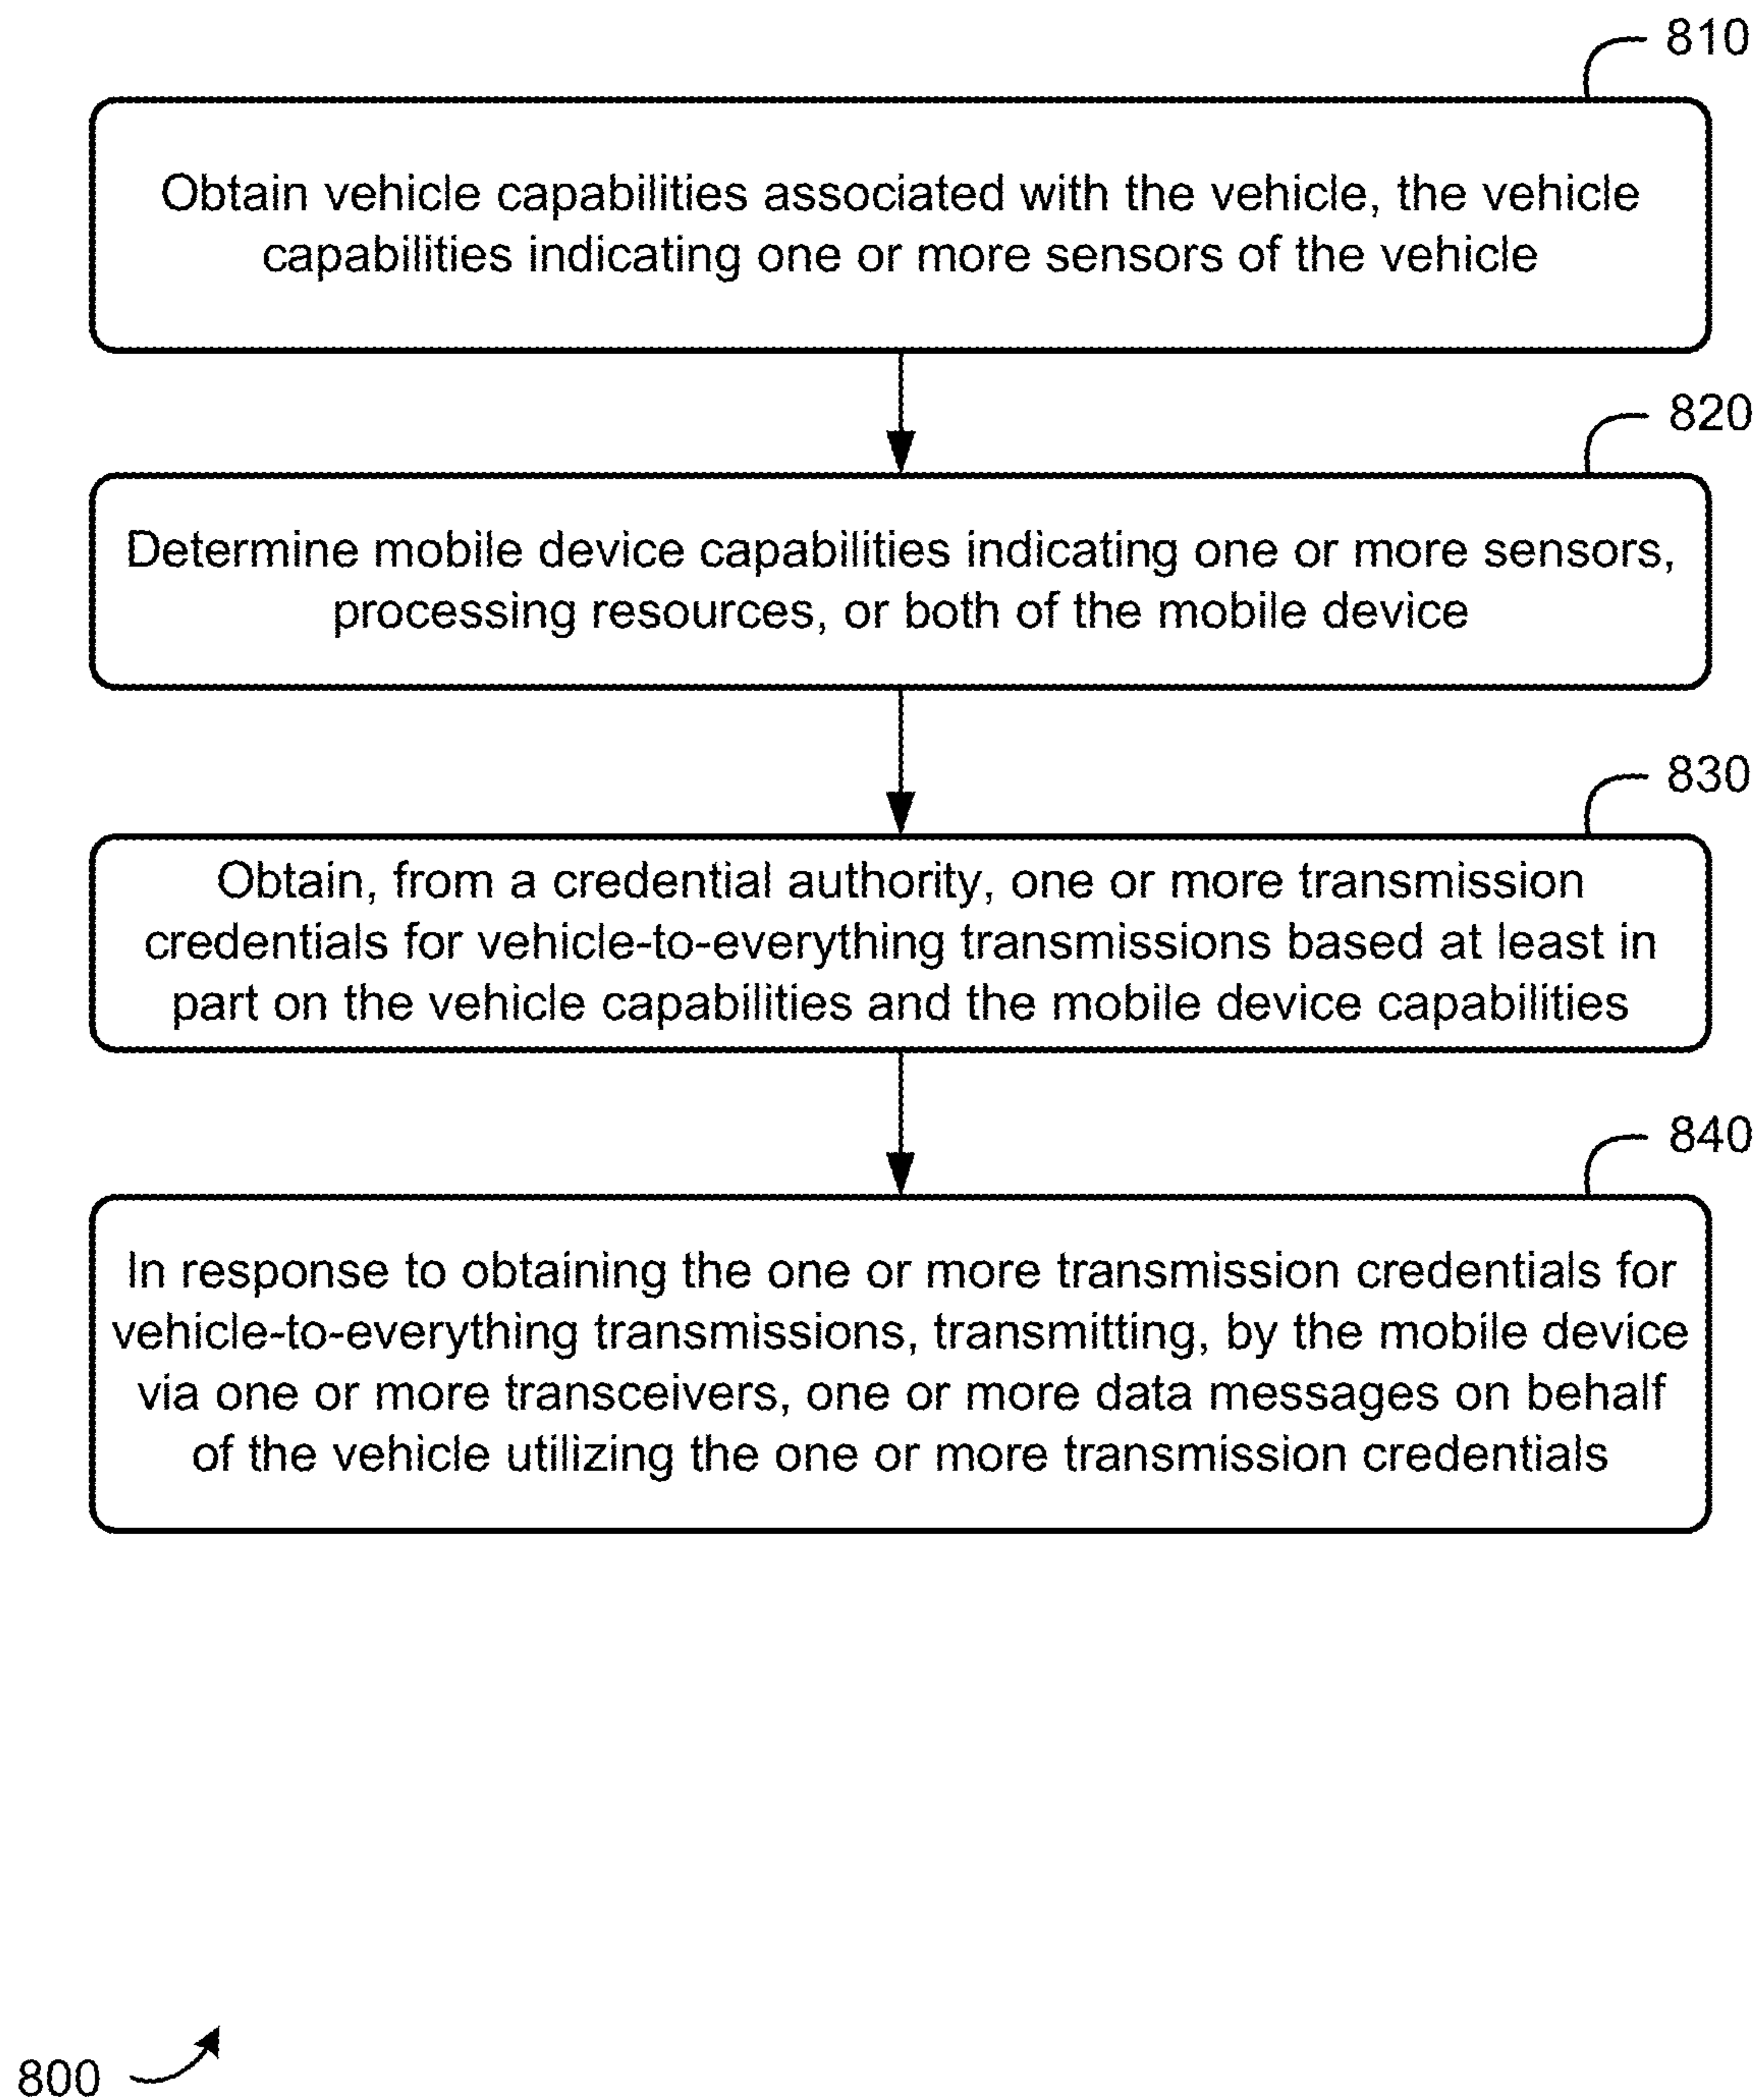 810
Obtain vehicle capabilities associated with the vehicle, the vehicle
capabilities indicating one or more sensors of the vehicle
820
Determine mobile device capabilities indicating one or more sensors,
processing resources, or both of the mobile device
830
Obtain, from a credential authority, one or more transmission
credentials for vehicle-to-everything transmissions based at least in
part on the vehicle capabilities and the mobile device capabilities
840
In response to obtaining the one or more transmission credentials for
vehicle-to-everything transmissions, transmitting, by the mobile device
via one or more transceivers, one or more data messages on behalf
of the vehicle utilizing the one or more transmission credentials
800